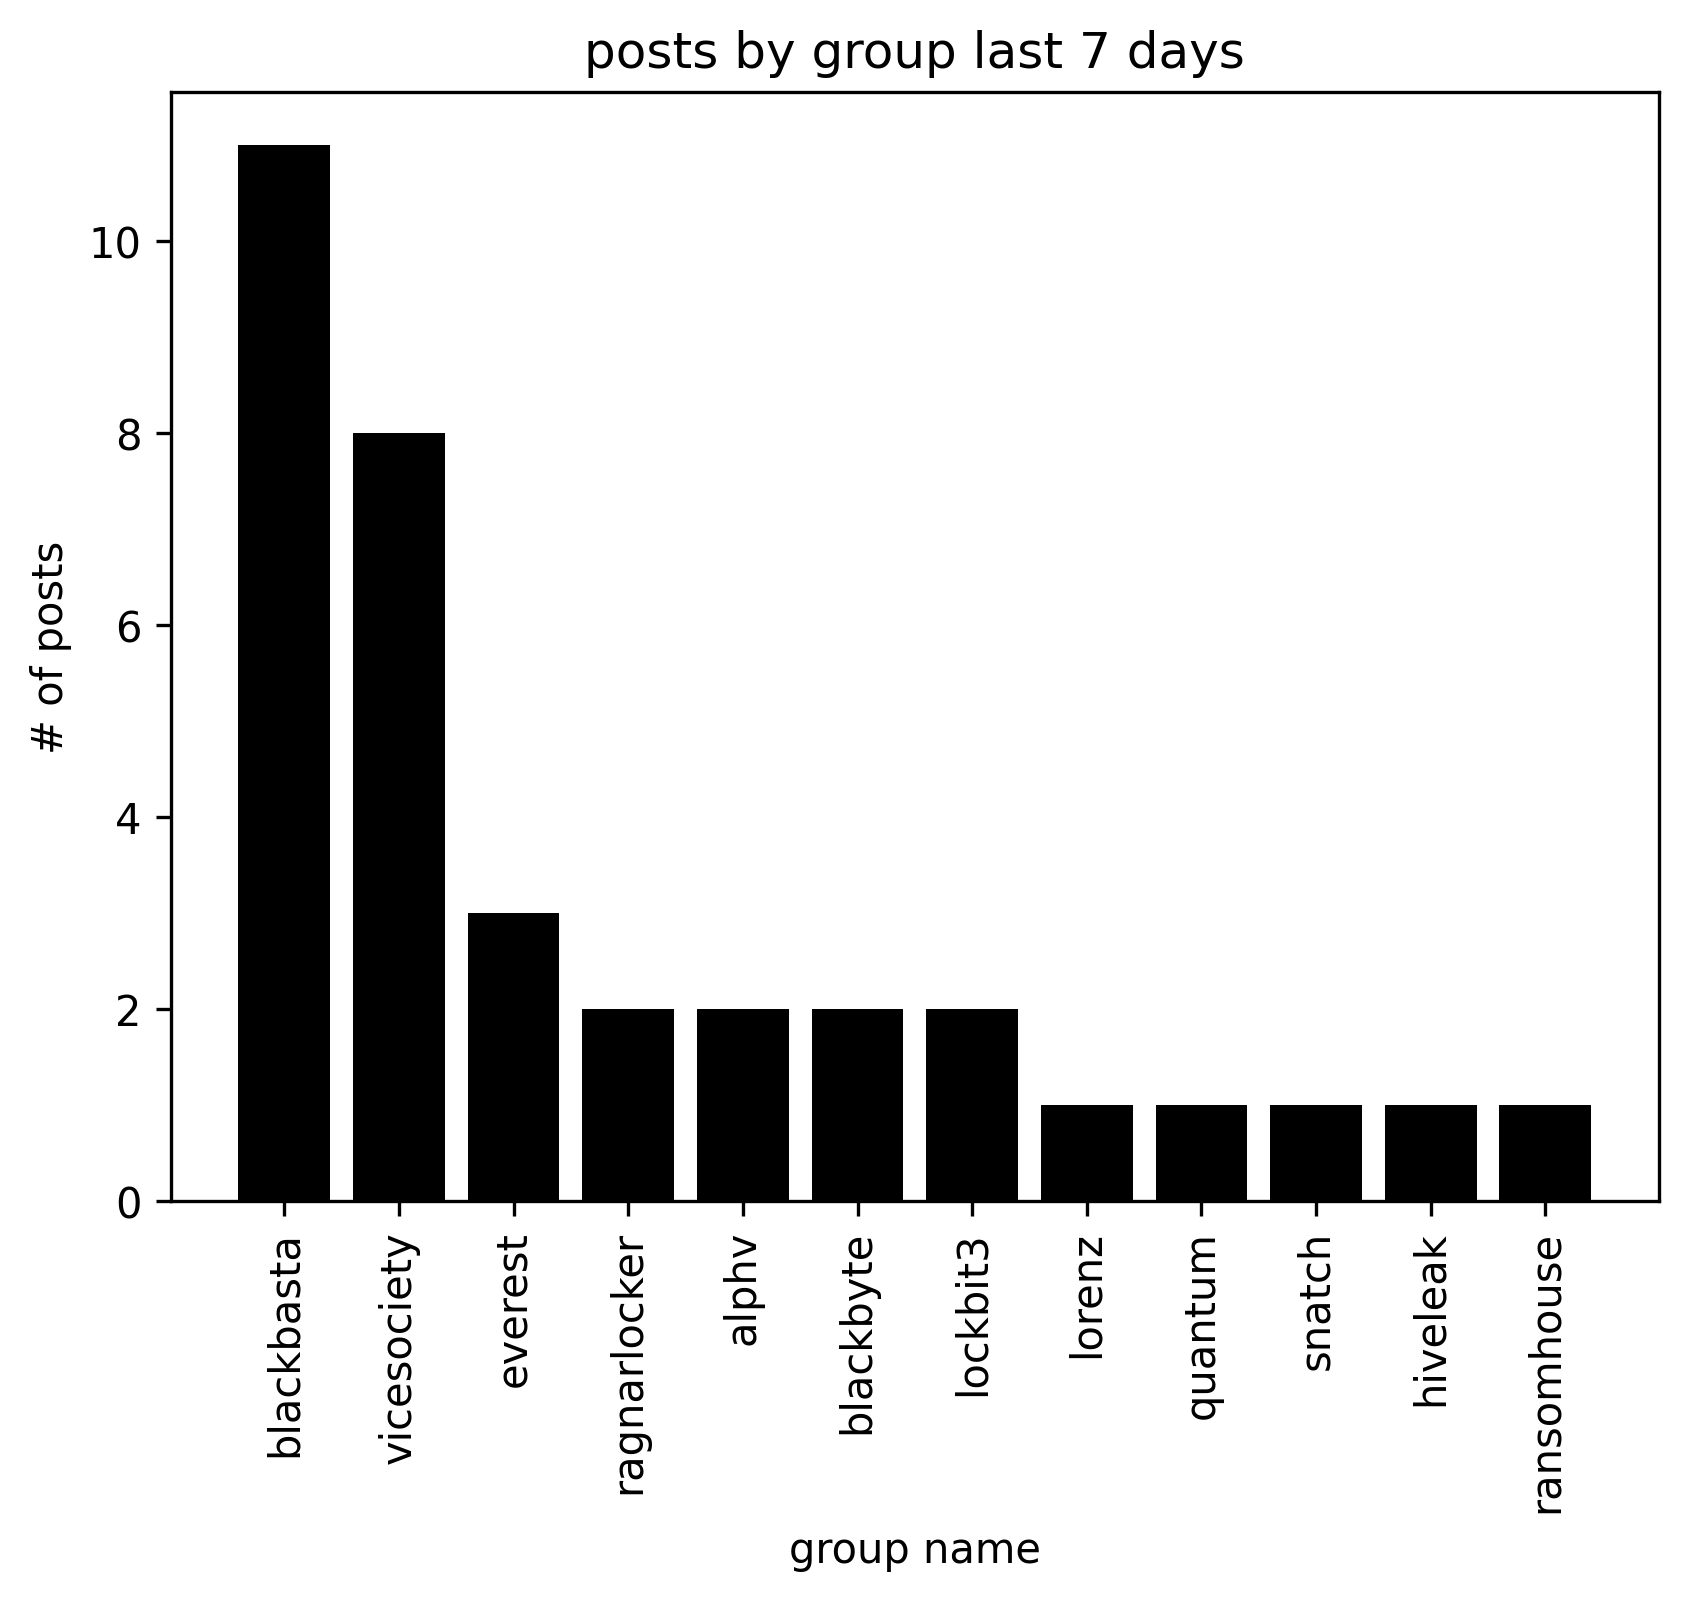 posts by group last 7 days
# of posts
10
8
6
4
2
0
blackbasta
vicesociety
everest
ragnarlocker
alphv
blackbyte
lockbit3
lorenz
quantum
snatch
hiveleak
ransomhouse
group name